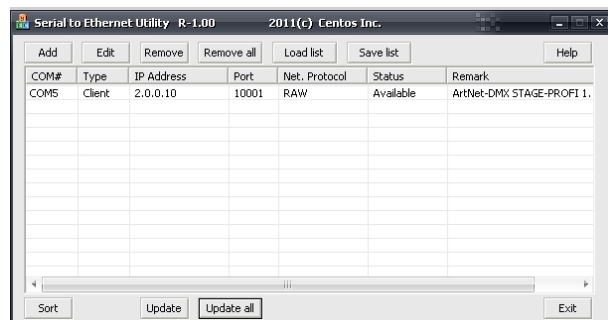 Serial to Ethernet Utility R-1.00 2011(c) Centos Inc.
Add Edit Remove Remove all Load list Save list Help
COM# Type IP Address Port Net. Protocol Status Remark
COM5 Client 2.0.0.10 10001 RAW Available ArtNet-DMX STAGE-PROFI 1.
Sort Update Update all Exit